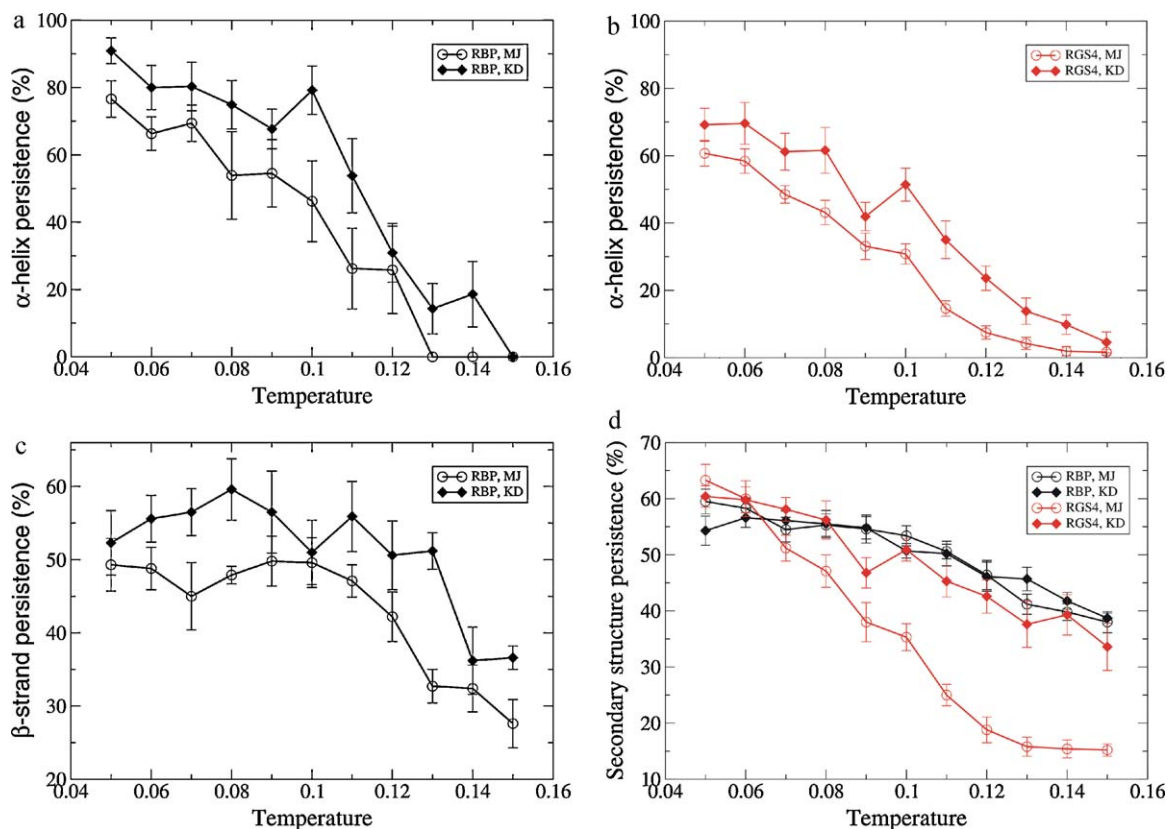 a
α-helix persistence (%)
100
80
60
40
20
0
0.04 0.06 0.08 0.1 0.12 0.14 0.16
Temperature
RBP, MJ
RBP, KD
b
α-helix persistence (%)
100
80
60
40
20
0
0.04 0.06 0.08 0.1 0.12 0.14 0.16
Temperature
RGS4, MJ
RGS4, KD
c
β-strand persistence (%)
60
50
40
30
20
0.04 0.06 0.08 0.1 0.12 0.14 0.16
Temperature
RBP, MJ
RBP, KD
d
Secondary structure persistence (%)
70
60
50
40
30
20
10
0.04 0.06 0.08 0.1 0.12 0.14 0.16
Temperature
RBP, MJ
RBP, KD
RGS4, MJ
RGS4, KD